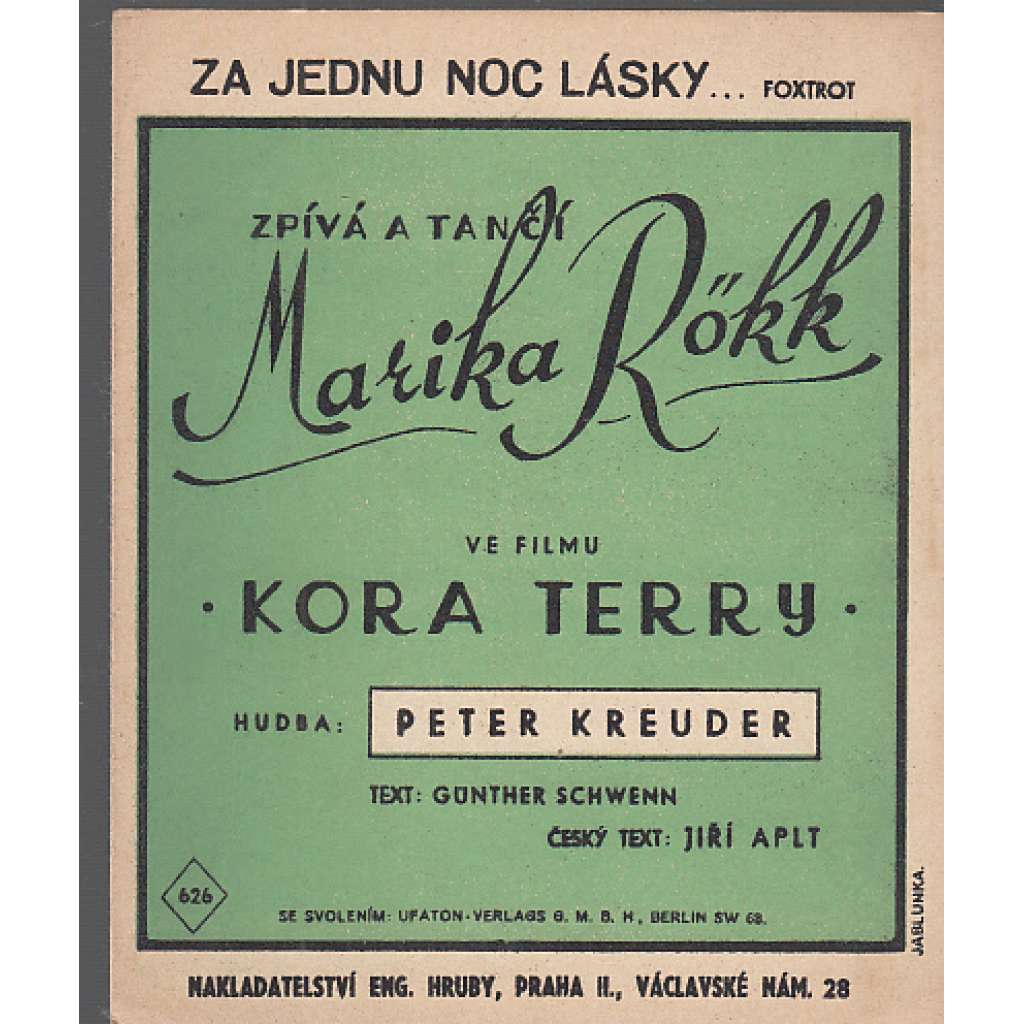 ZA JEDNU NOC LÁSKY... FOXTROT
ZPÍVÁ A TANČÍ
Marika Rökk
VE FILMU
· KORA TERRY ·
HUDBA: PETER KREUDER
TEXT: GÜNTHER SCHWENN
ČESKÝ TEXT: JIŘÍ APLT
626
SE SVOLENÍM: UFATON-VERLAGS G. M. B. H, BERLIN SW 68.
JABLUNKA.
NAKLADATELSTVÍ ENG. HRUBY, PRAHA II., VÁCLAVSKÉ NÁM. 28